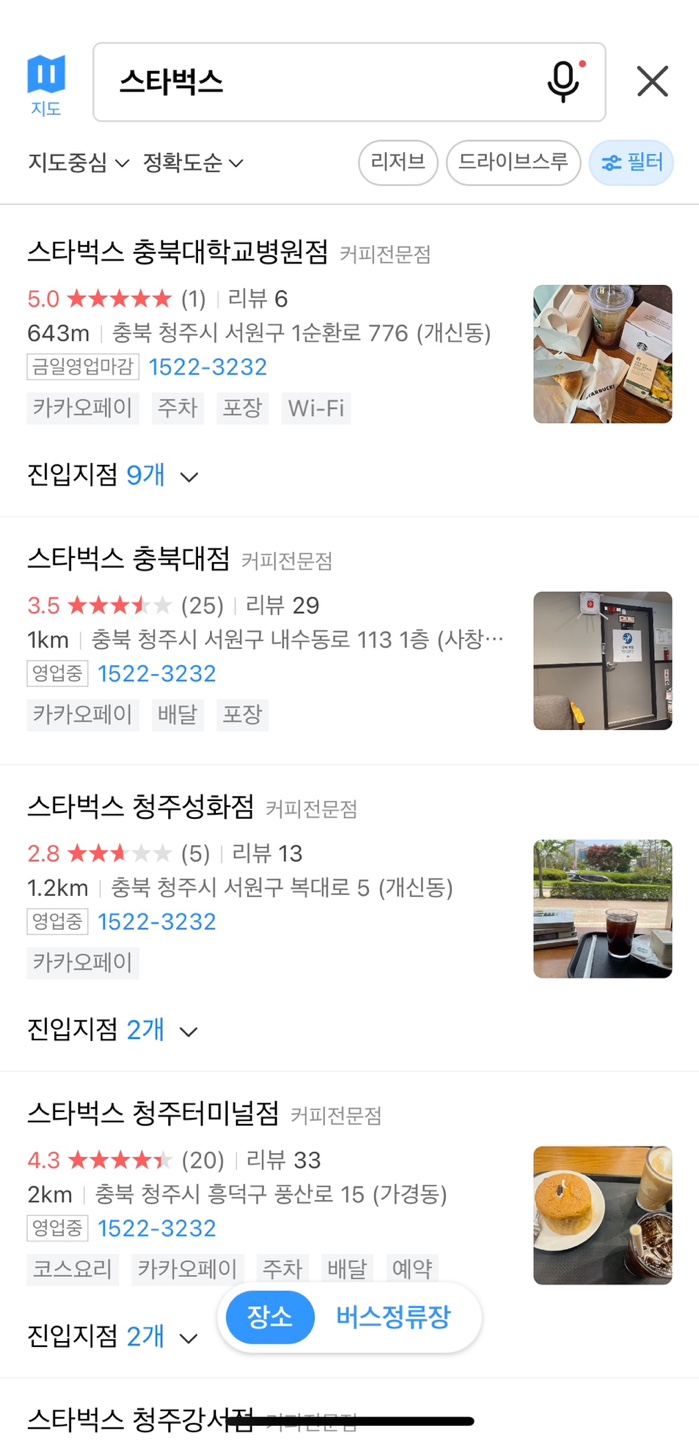 스타벅스
지도
지도중심 정확도순 리저브 드라이브스루 필터
스타벅스 충북대학교병원점 커피전문점
5.0 ★★★★★ (1) 리뷰 6
643m 충북 청주시 서원구 1순환로 776 (개신동)
금일영업마감 1522-3232
카카오페이 주차 포장 Wi-Fi
진입지점 9개
스타벅스 충북대점 커피전문점
3.5 ★★★★★ (25) 리뷰 29
1km 충북 청주시 서원구 내수동로 113 1층 (사창…
영업중 1522-3232
카카오페이 배달 포장
스타벅스 청주성화점 커피전문점
2.8 ★★★★★ (5) 리뷰 13
1.2km 충북 청주시 서원구 복대로 5 (개신동)
영업중 1522-3232
카카오페이
진입지점 2개
스타벅스 청주터미널점 커피전문점
4.3 ★★★★★ (20) 리뷰 33
2km 충북 청주시 흥덕구 풍산로 15 (가경동)
영업중 1522-3232
코스요리 카카오페이 주차 배달 예약
진입지점 2개
장소 버스정류장
스타벅스 청주강서점 커피전문점